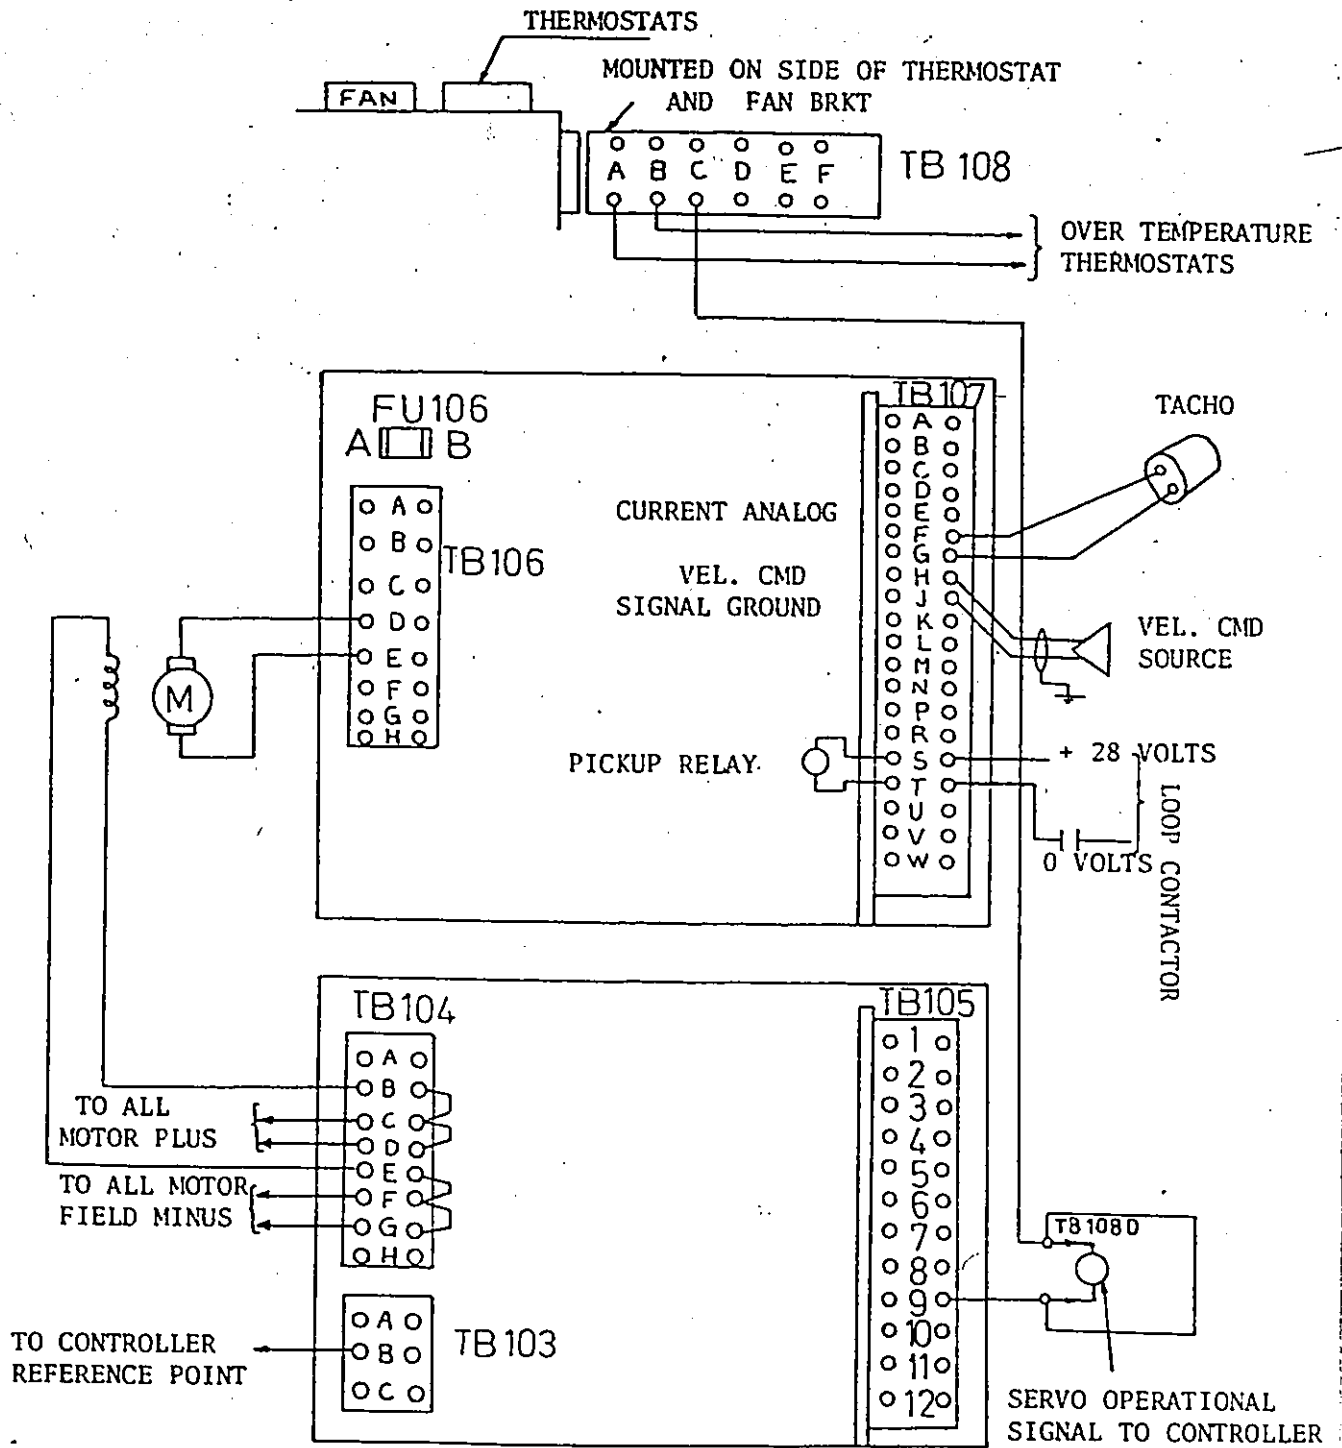 THERMOSTATS
MOUNTED ON SIDE OF THERMOSTAT
AND FAN BRKT
FAN
A B C D E F
TB 108
OVER TEMPERATURE
THERMOSTATS
FU106
A B
TB107
A
B
C
D
E
F
G
H
J
K
L
M
N
P
R
S
T
U
V
W
TACHO
A
B
C
D
E
F
G
H
TB106
CURRENT ANALOG
VEL. CMD
SIGNAL GROUND
VEL. CMD
SOURCE
M
PICKUP RELAY
+ 28 VOLTS
0 VOLTS
LOOP CONTACTOR
TB104
A
B
C
D
E
F
G
H
TO ALL
MOTOR PLUS
TO ALL MOTOR
FIELD MINUS
TB105
1
2
3
4
5
6
7
8
9
10
11
12
TB108D
A
B
C
TB103
TO CONTROLLER
REFERENCE POINT
SERVO OPERATIONAL
SIGNAL TO CONTROLLER